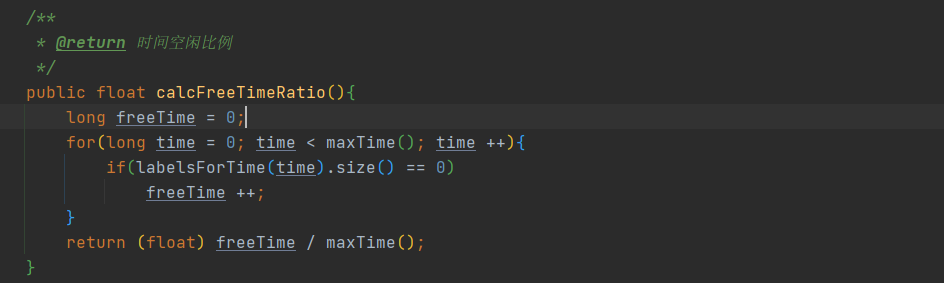 /**
 * @return 时间空闲比例
 */
public float calcFreeTimeRatio(){
    long freeTime = 0;
    for(long time = 0; time < maxTime(); time ++){
        if(labelsForTime(time).size() == 0)
            freeTime ++;
    }
    return (float) freeTime / maxTime();
}